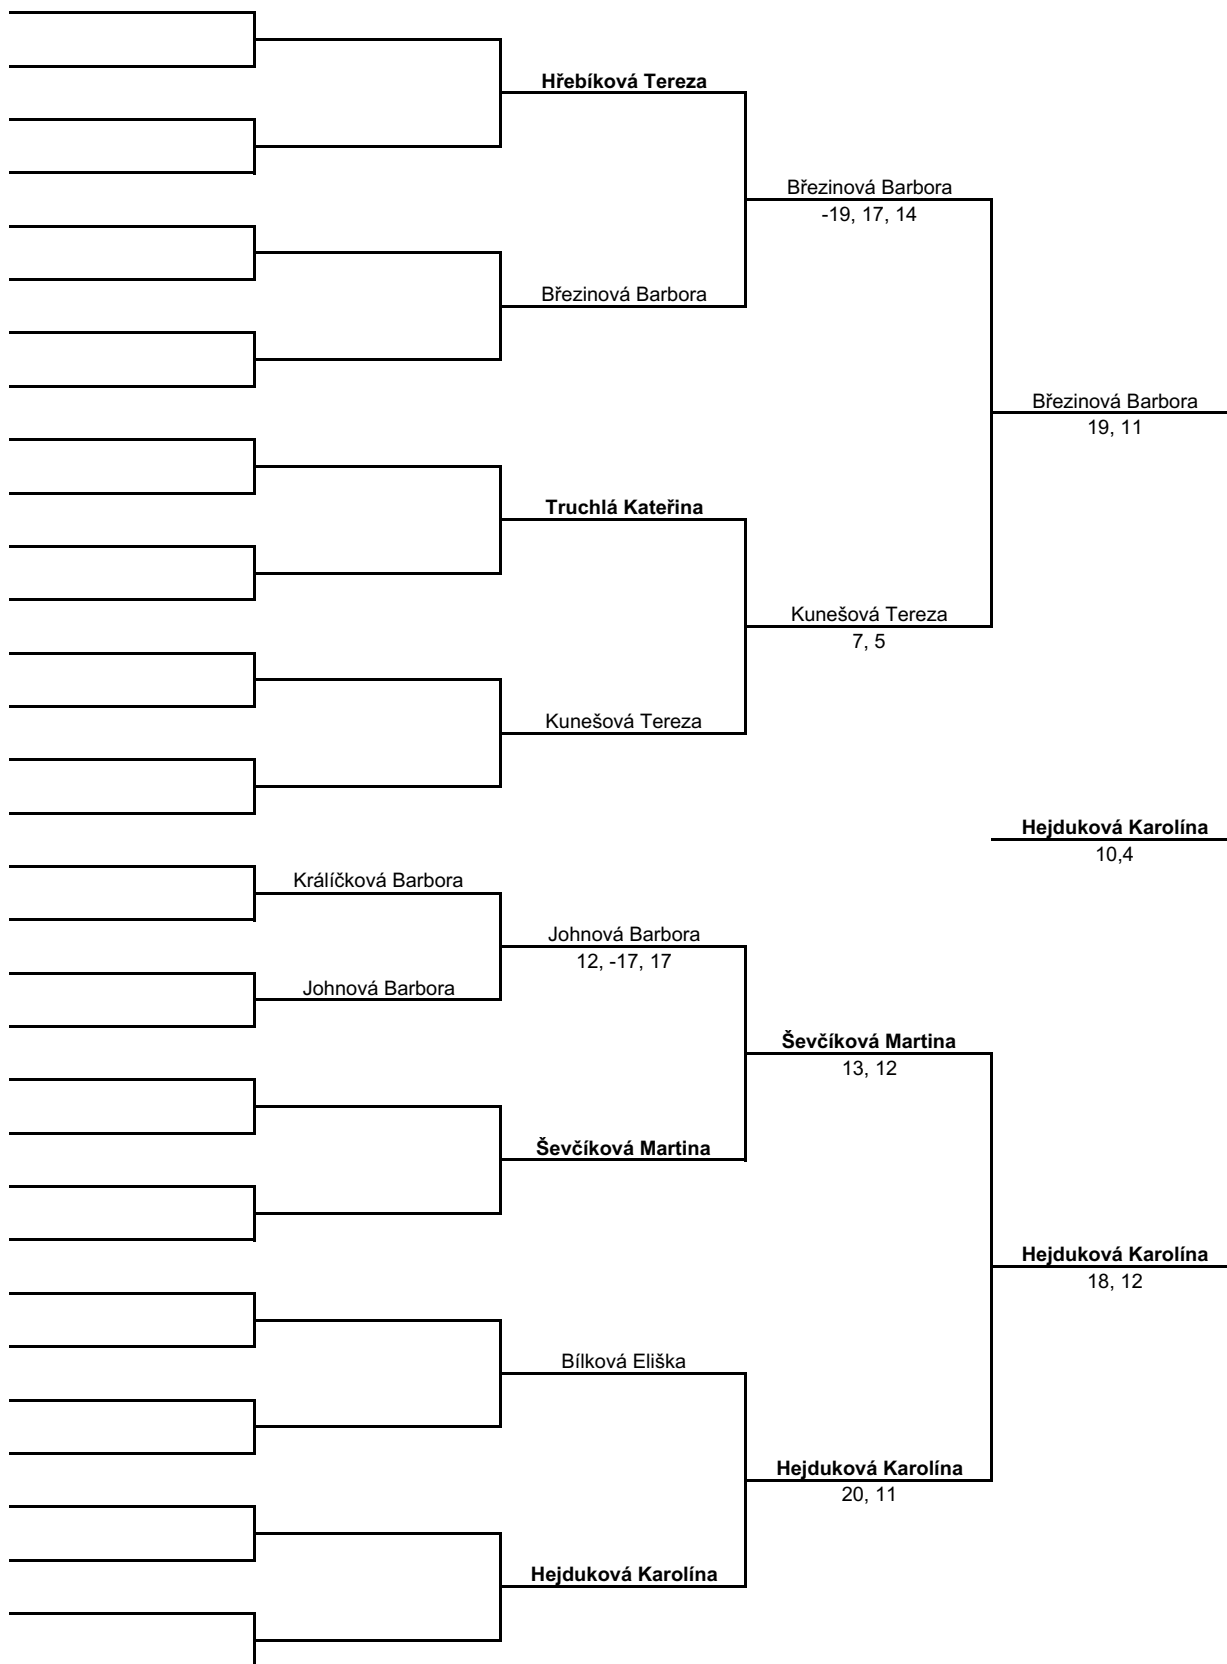 Hřebíková Tereza
Březinová Barbora
-19, 17, 14
Březinová Barbora
Březinová Barbora
19, 11
Truchlá Kateřina
Kunešová Tereza
7, 5
Kunešová Tereza
Hejduková Karolína
10,4
Králíčková Barbora
Johnová Barbora
12, -17, 17
Johnová Barbora
Ševčíková Martina
13, 12
Ševčíková Martina
Hejduková Karolína
18, 12
Bílková Eliška
Hejduková Karolína
20, 11
Hejduková Karolína